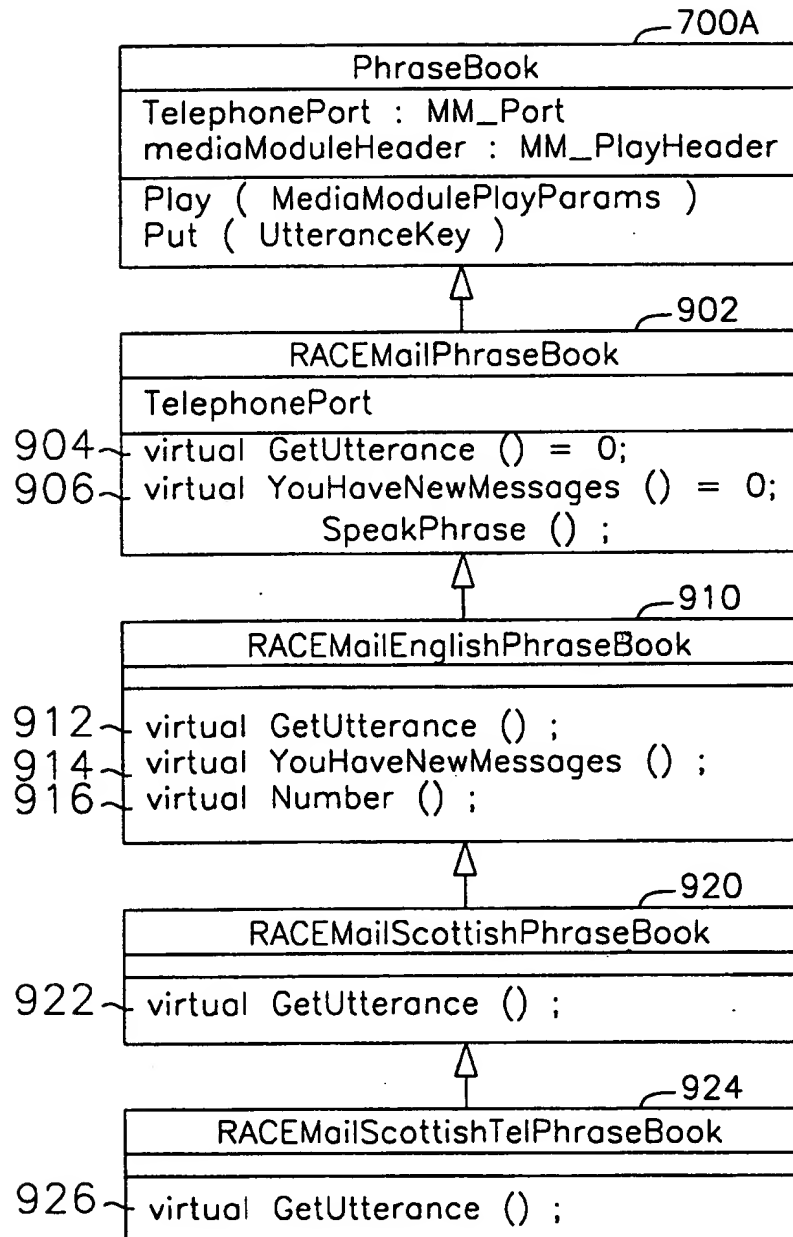 700A
PhraseBook
TelephonePort : MM_Port
mediaModuleHeader : MM_PlayHeader
Play ( MediaModulePlayParams )
Put ( UtteranceKey )
902
RACEMailPhraseBook
TelephonePort
904 virtual GetUtterance () = 0;
906 virtual YouHaveNewMessages () = 0;
SpeakPhrase () ;
910
RACEMailEnglishPhraseBook
912 virtual GetUtterance () ;
914 virtual YouHaveNewMessages () ;
916 virtual Number () ;
920
RACEMailScottishPhraseBook
922 virtual GetUtterance () ;
924
RACEMailScottishTelPhraseBook
926 virtual GetUtterance () ;